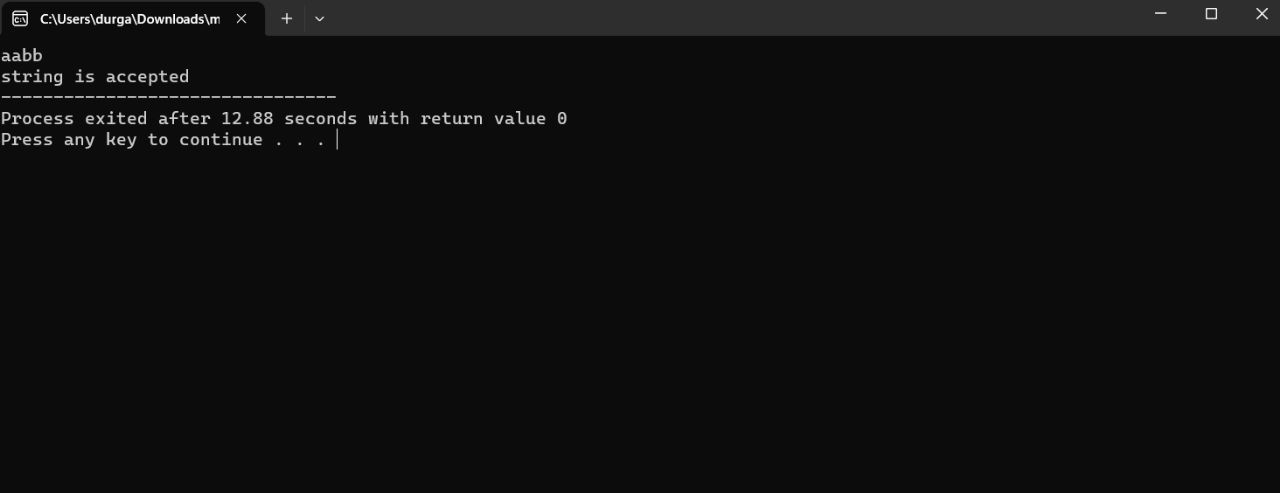 C:\Users\durga\Downloads\m
aabb
string is accepted
--------------------------------
Process exited after 12.88 seconds with return value 0
Press any key to continue . . .